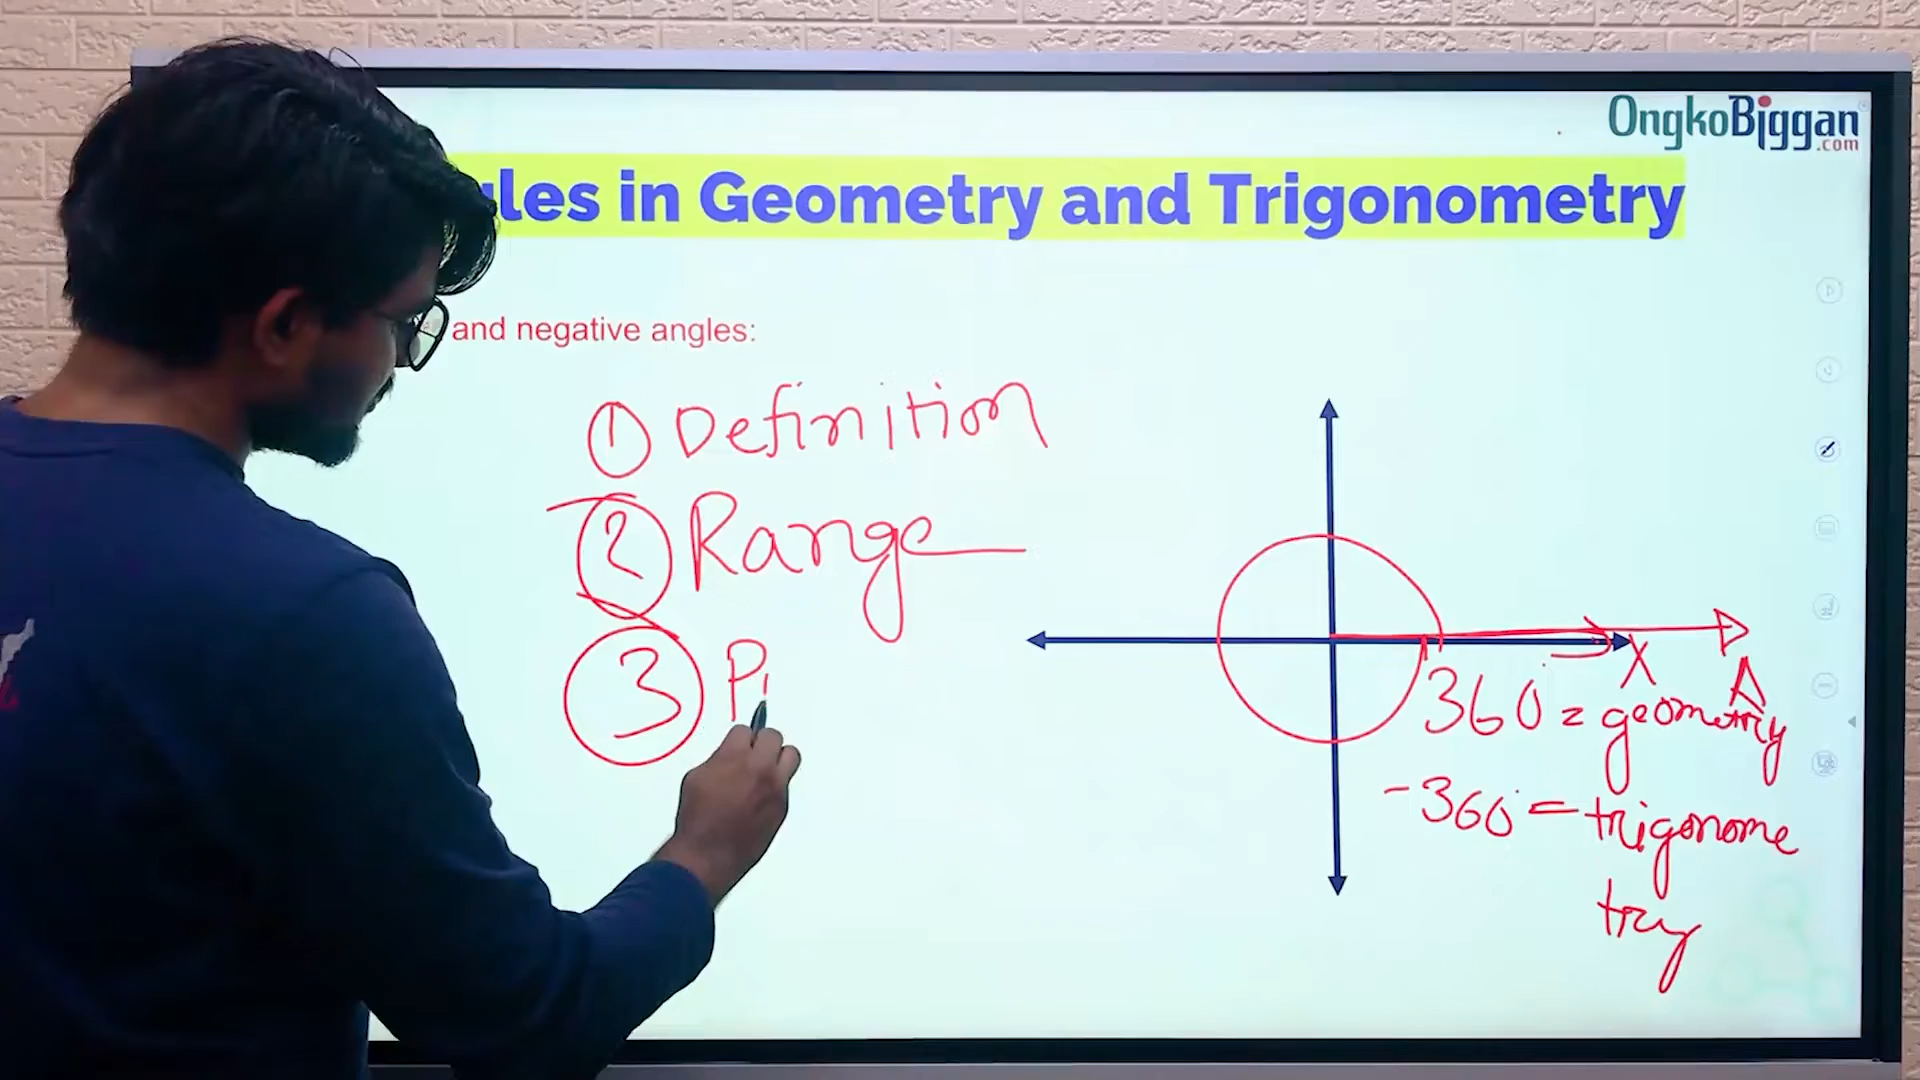 OngkoBiggan
.com
les in Geometry and Trigonometry
and negative angles:
1 Definition
2 Range
3 Pi
X
A
360° = geometry
-360° = trigonome
try